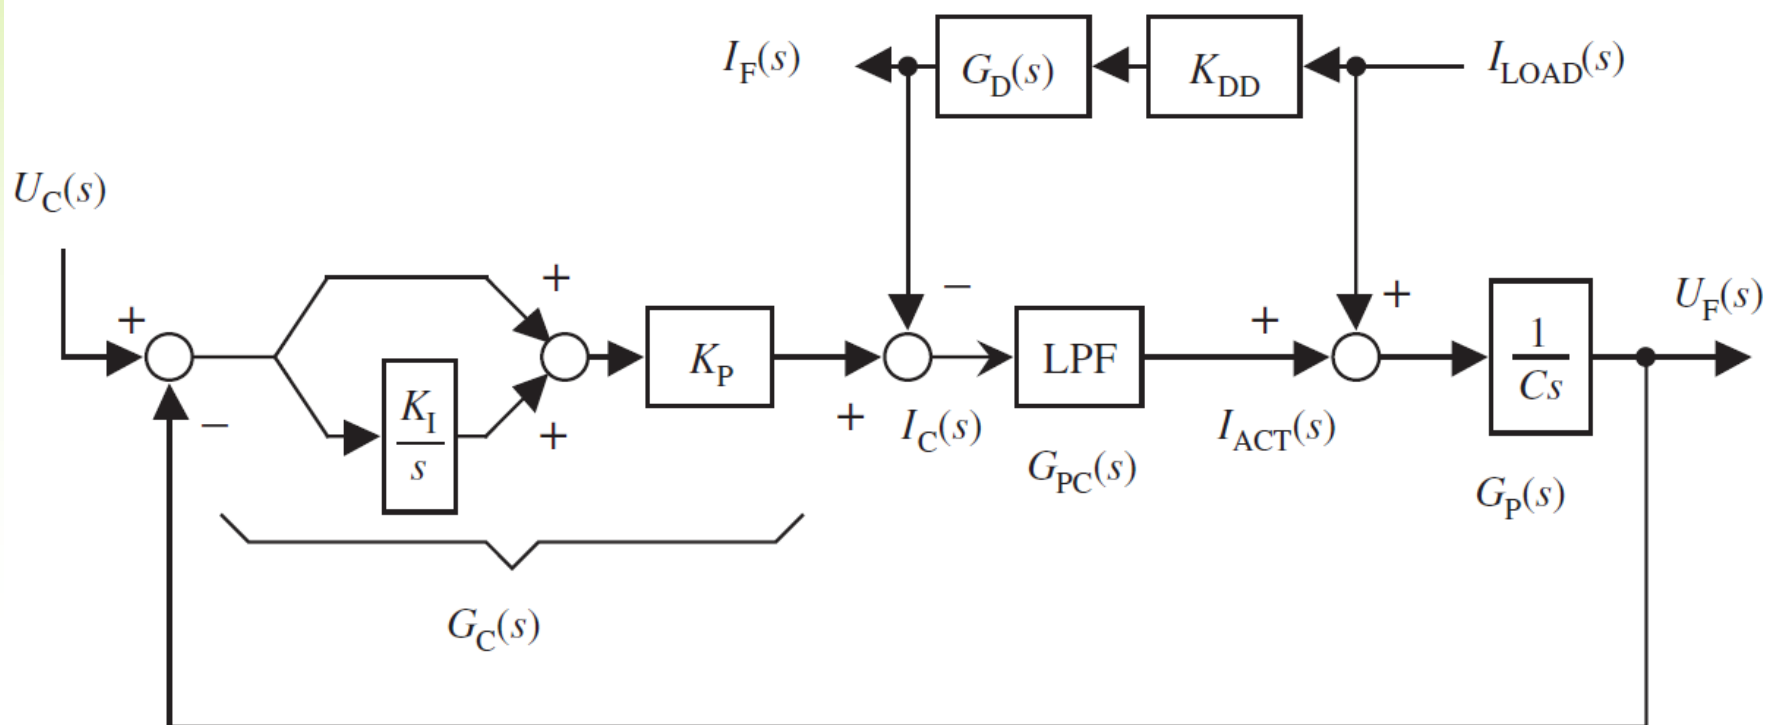 I_F(s)
G_D(s)
K_DD
I_LOAD(s)
U_C(s)
+
+
−
+
+
K_I
s
K_P
+
−
I_C(s)
LPF
G_PC(s)
+
I_ACT(s)
+
1
Cs
G_P(s)
U_F(s)
G_C(s)